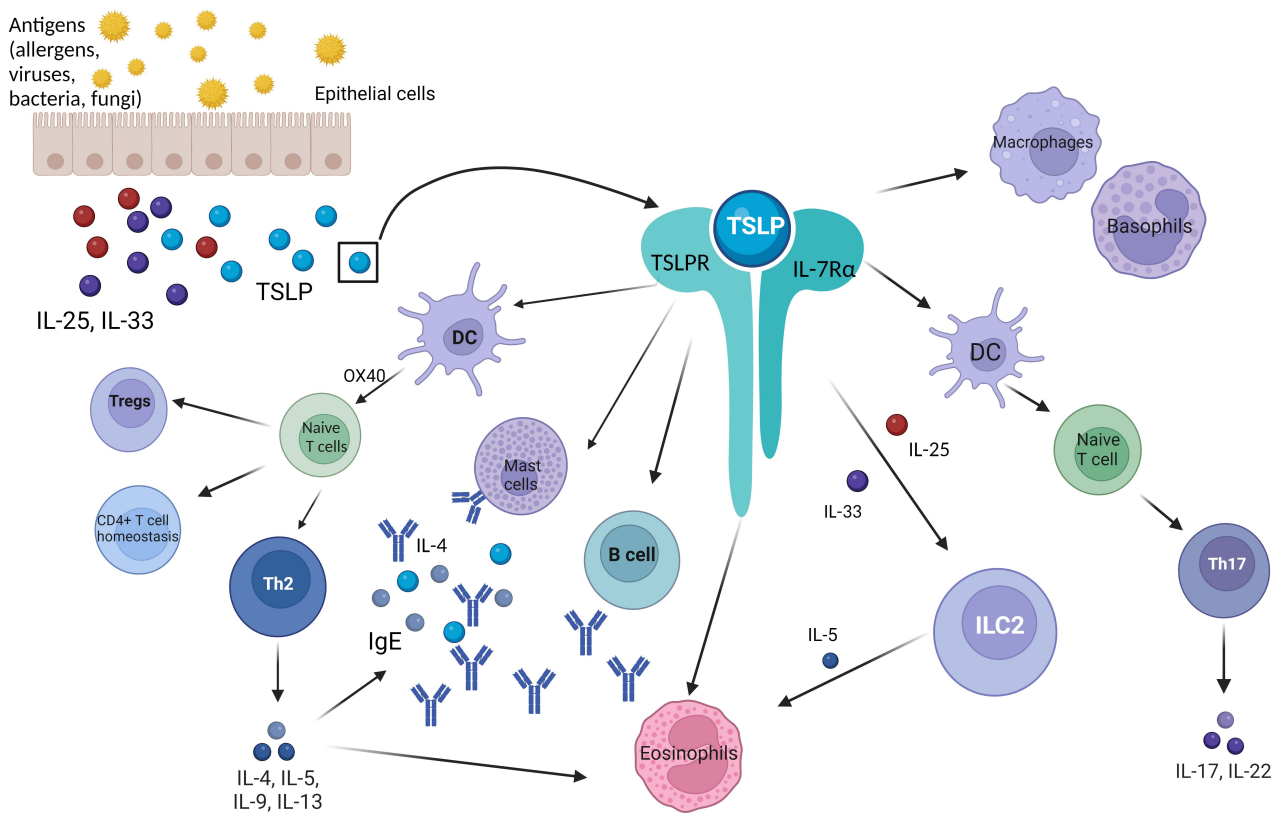 Antigens
(allergens,
viruses,
bacteria, fungi)
Epithelial cells
TSLP
IL-25, IL-33
TSLP
TSLPR
IL-7Rα
Macrophages
Basophils
DC
OX40
Tregs
Naive
T cells
CD4+ T cell
homeostasis
Th2
IL-4, IL-5,
IL-9, IL-13
Mast
cells
IL-4
IgE
B cell
Eosinophils
IL-25
IL-33
ILC2
IL-5
DC
Naive
T cell
Th17
IL-17, IL-22